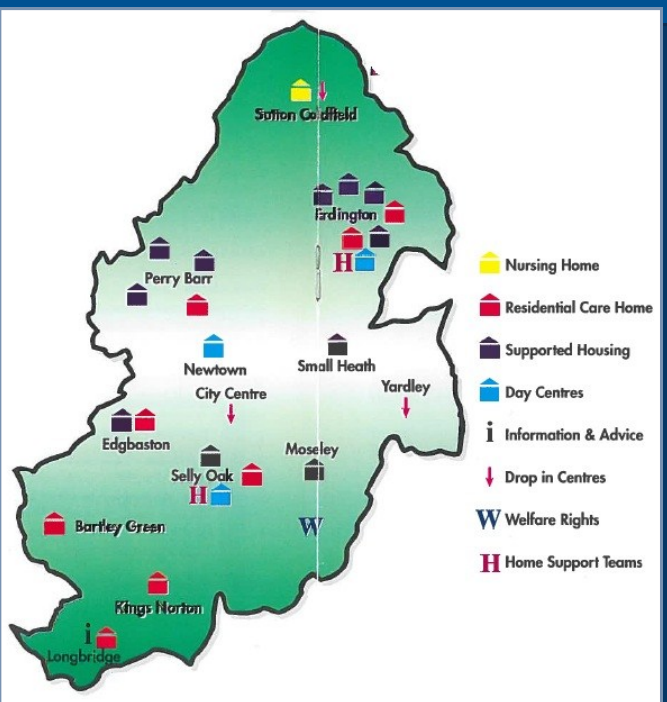 Sutton Coldfield
Erdington
H
Perry Barr
Newtown
Small Heath
City Centre
Yardley
Edgbaston
Moseley
Selly Oak
H
Bartley Green
W
Kings Norton
i
Longbridge
Nursing Home
Residential Care Home
Supported Housing
Day Centres
i Information & Advice
Drop in Centres
W Welfare Rights
H Home Support Teams